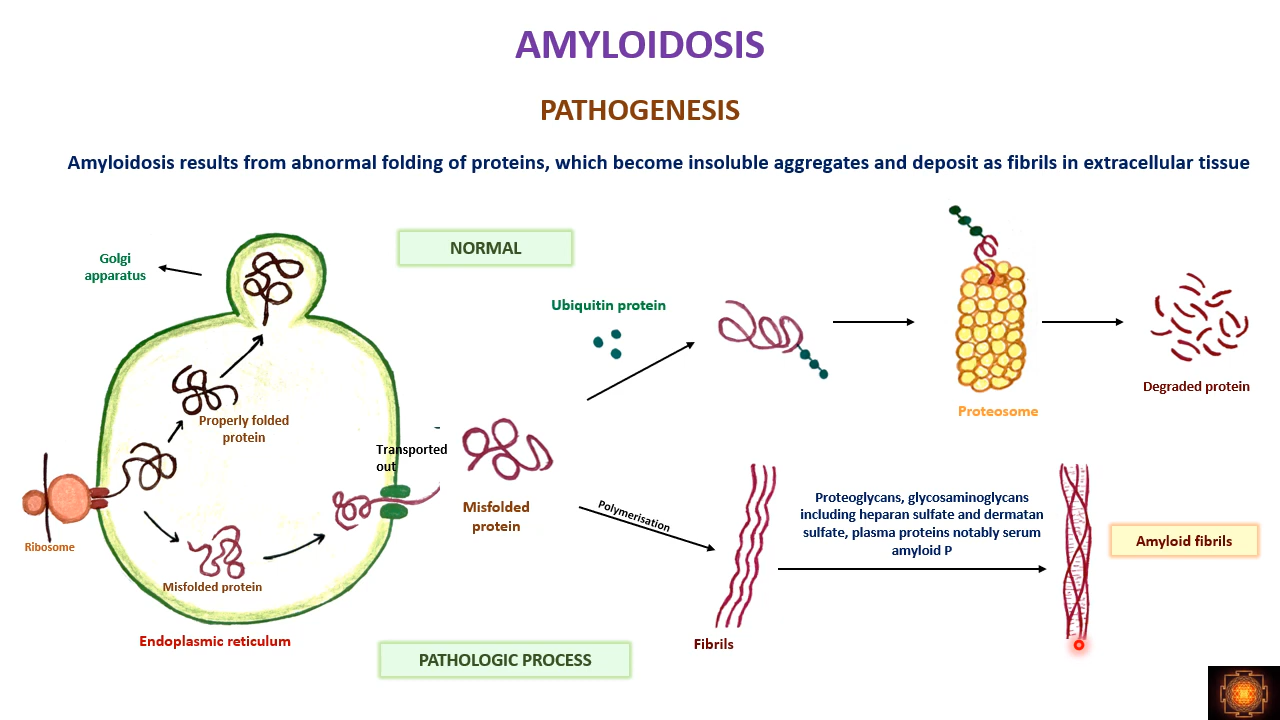 AMYLOIDOSIS
PATHOGENESIS
Amyloidosis results from abnormal folding of proteins, which become insoluble aggregates and deposit as fibrils in extracellular tissue
NORMAL
Golgi
apparatus
Ubiquitin protein
Degraded protein
Proteosome
Properly folded
protein
Transported
out
Misfolded
protein
Polymerisation
Proteoglycans, glycosaminoglycans
including heparan sulfate and dermatan
sulfate, plasma proteins notably serum
amyloid P
Amyloid fibrils
Ribosome
Misfolded protein
Endoplasmic reticulum
Fibrils
PATHOLOGIC PROCESS